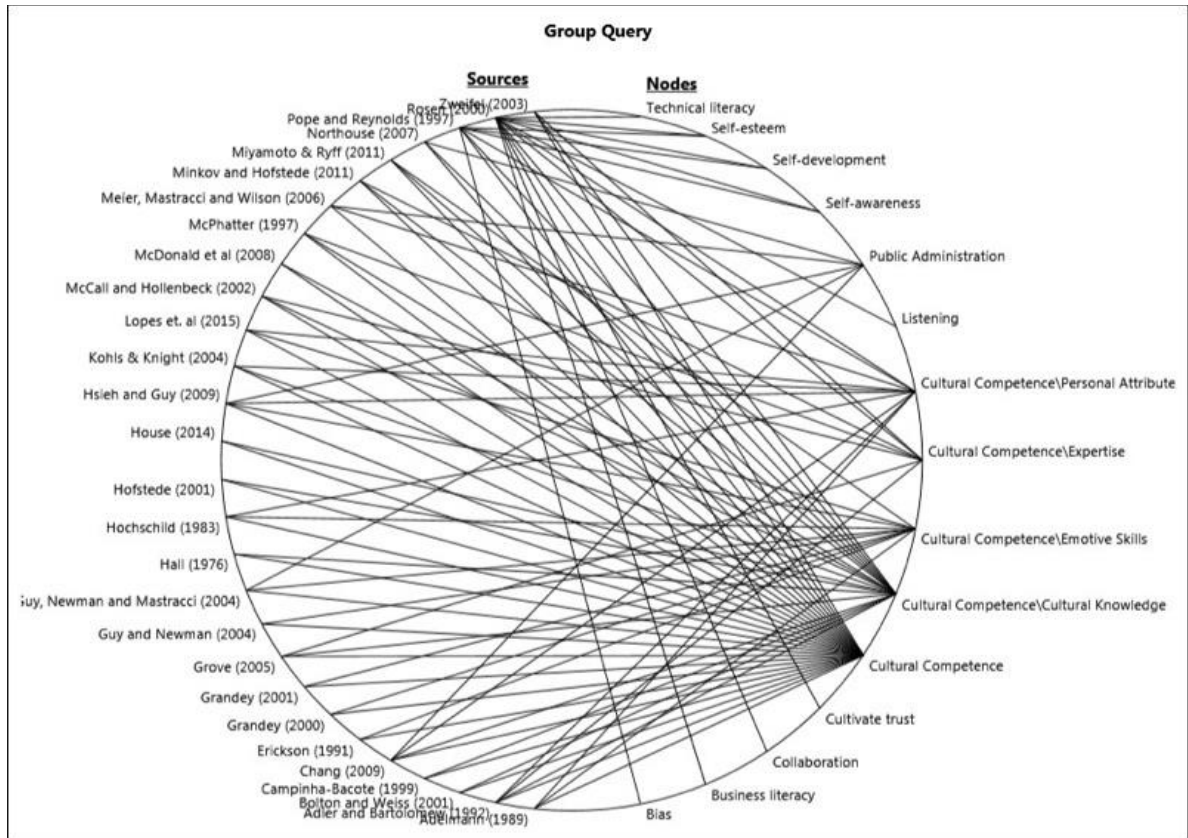 Group Query
Sources
Nodes
Zweifel (2003)
Rosen (2000)
Pope and Reynolds (1997)
Northouse (2007)
Miyamoto & Ryff (2011)
Minkov and Hofstede (2011)
Meier, Mastracci and Wilson (2006)
McPhatter (1997)
McDonald et al (2008)
McCall and Hollenbeck (2002)
Lopes et. al (2015)
Kohls & Knight (2004)
Hsieh and Guy (2009)
House (2014)
Hofstede (2001)
Hochschild (1983)
Hall (1976)
Guy, Newman and Mastracci (2004)
Guy and Newman (2004)
Grove (2005)
Grandey (2001)
Grandey (2000)
Erickson (1991)
Chang (2009)
Campinha-Bacote (1999)
Bolton and Weiss (2001)
Adler and Bartolomew (1992)
(1989)
Technical literacy
Self-esteem
Self-development
Self-awareness
Public Administration
Listening
Cultural Competence\Personal Attribute
Cultural Competence\Expertise
Cultural Competence\Emotive Skills
Cultural Competence\Cultural Knowledge
Cultural Competence
Cultivate trust
Collaboration
Business literacy
Bias